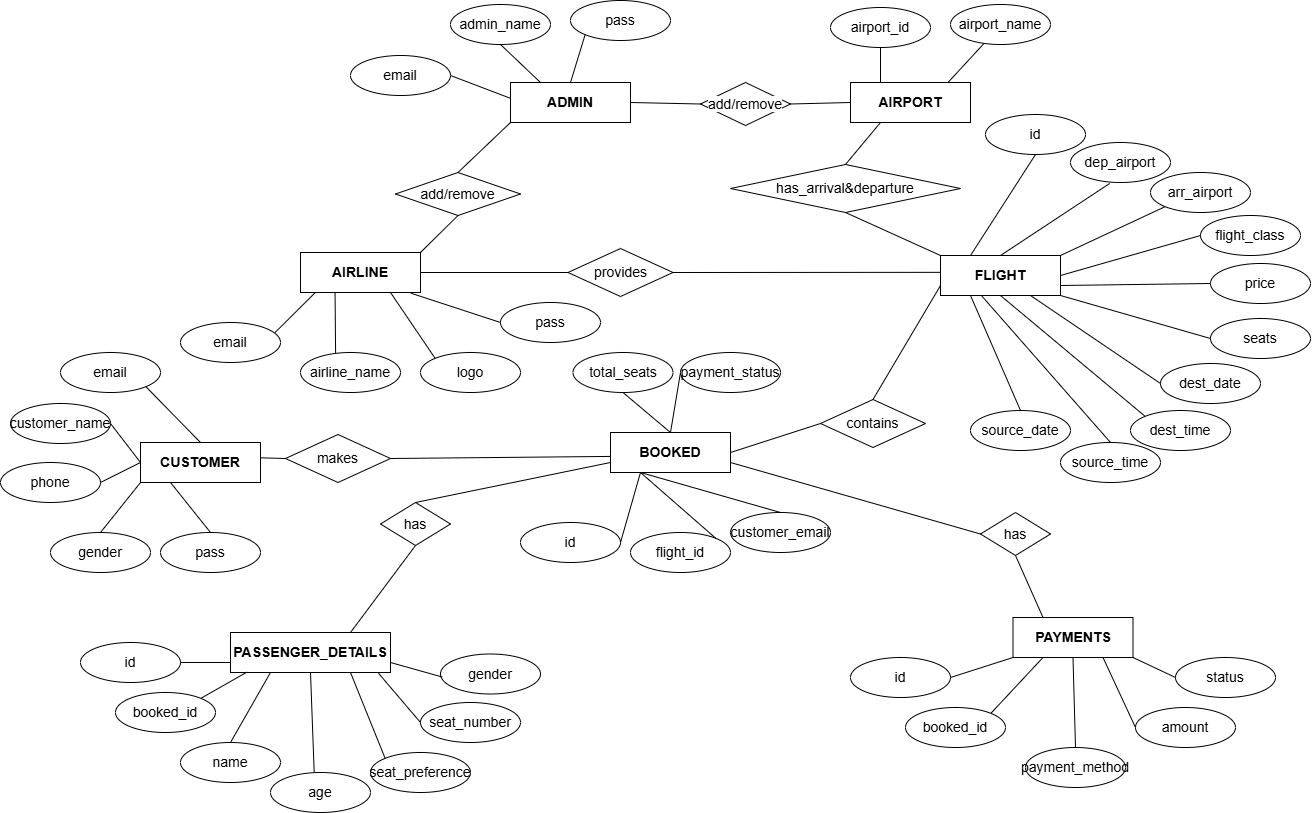 admin_name
pass
airport_id
airport_name
email
ADMIN
add/remove
AIRPORT
id
dep_airport
arr_airport
add/remove
has_arrival&departure
flight_class
AIRLINE
provides
FLIGHT
price
email
pass
seats
airline_name
logo
email
total_seats
payment_status
dest_date
customer_name
contains
source_date
dest_time
CUSTOMER
makes
BOOKED
source_time
phone
gender
pass
has
id
flight_id
customer_email
has
PASSENGER_DETAILS
PAYMENTS
id
gender
id
status
booked_id
seat_number
booked_id
amount
name
seat_preference
payment_method
age